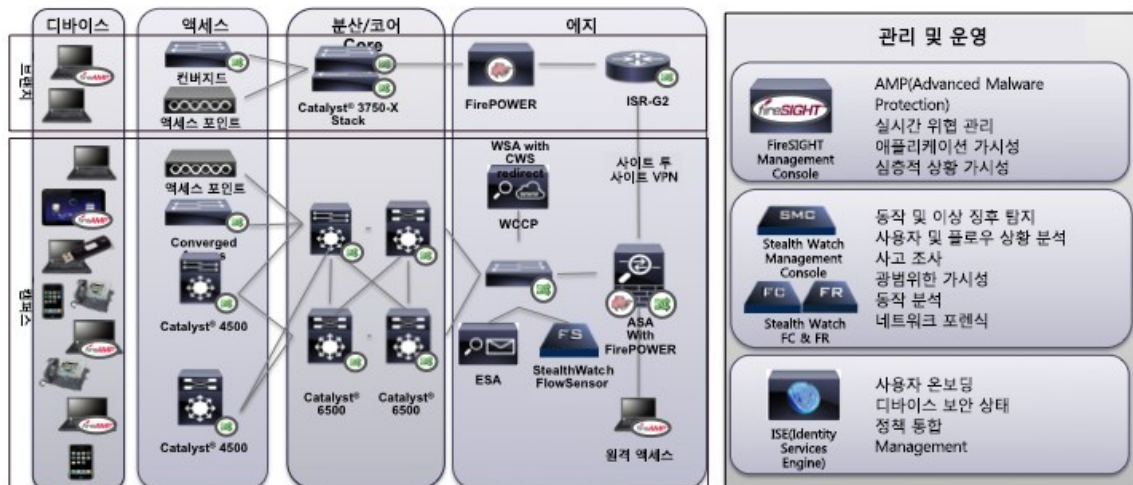 디바이스
액세스
분산/코어
Core
에지
브랜치
fireAMP
컨버지드
액세스 포인트
Catalyst® 3750-X
Stack
FirePOWER
ISR-G2
캠퍼스
fireAMP
fireAMP
fireAMP
액세스 포인트
Converged
Catalyst® 4500
Catalyst® 4500
Catalyst®
6500
Catalyst®
6500
WSA with
CWS
redirect
WCCP
사이트 투
사이트 VPN
ESA
FS
StealthWatch
FlowSensor
ASA
With
FirePOWER
fireAMP
원격 액세스
관리 및 운영
fireSIGHT
FireSIGHT
Management
Console
AMP(Advanced Malware
Protection)
실시간 위협 관리
애플리케이션 가시성
심층적 상황 가시성
SMC
Stealth Watch
Management
Console
FC
FR
Stealth Watch
FC & FR
동작 및 이상 징후 탐지
사용자 및 플로우 상황 분석
사고 조사
광범위한 가시성
동작 분석
네트워크 포렌식
ISE(Identity
Services
Engine)
사용자 온보딩
디바이스 보안 상태
정책 통합
Management